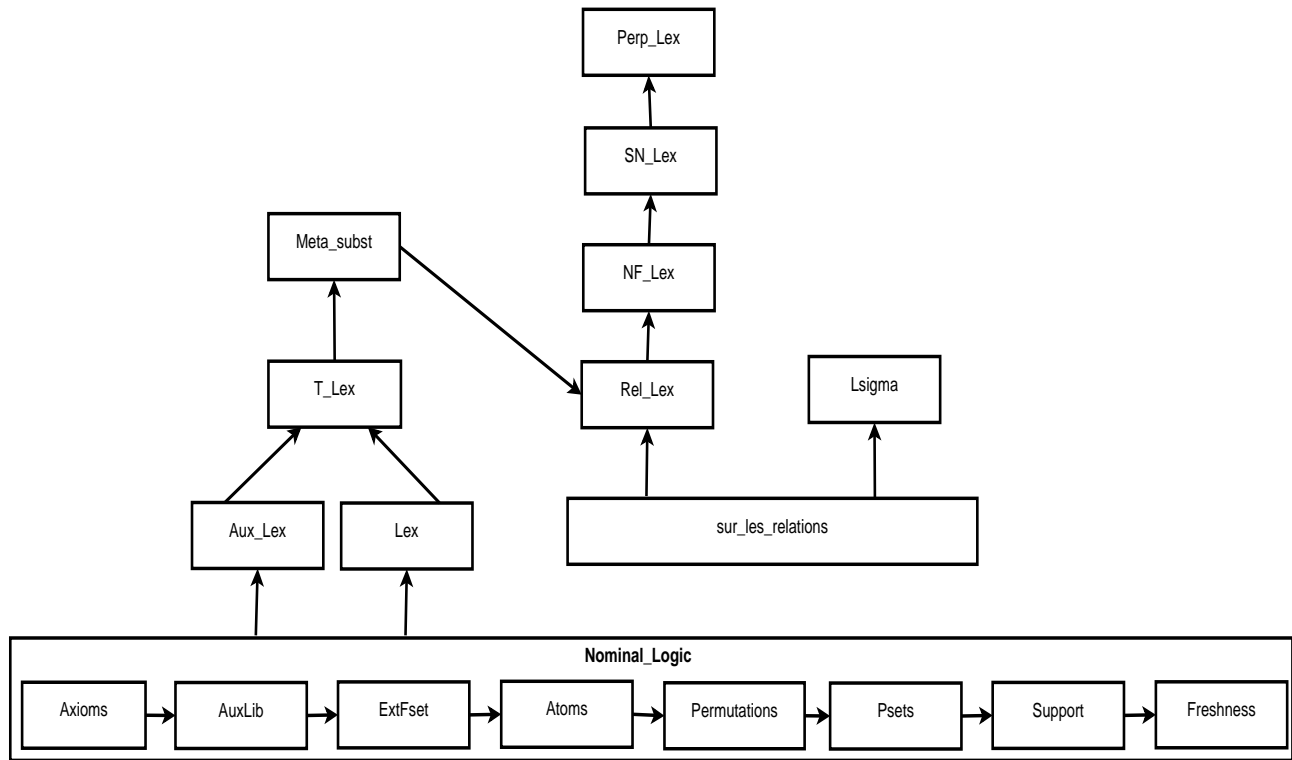 Perp_Lex
SN_Lex
Meta_subst
NF_Lex
T_Lex
Rel_Lex
Lsigma
Aux_Lex
Lex
sur_les_relations
Nominal_Logic
Axioms
AuxLib
ExtFset
Atoms
Permutations
Psets
Support
Freshness